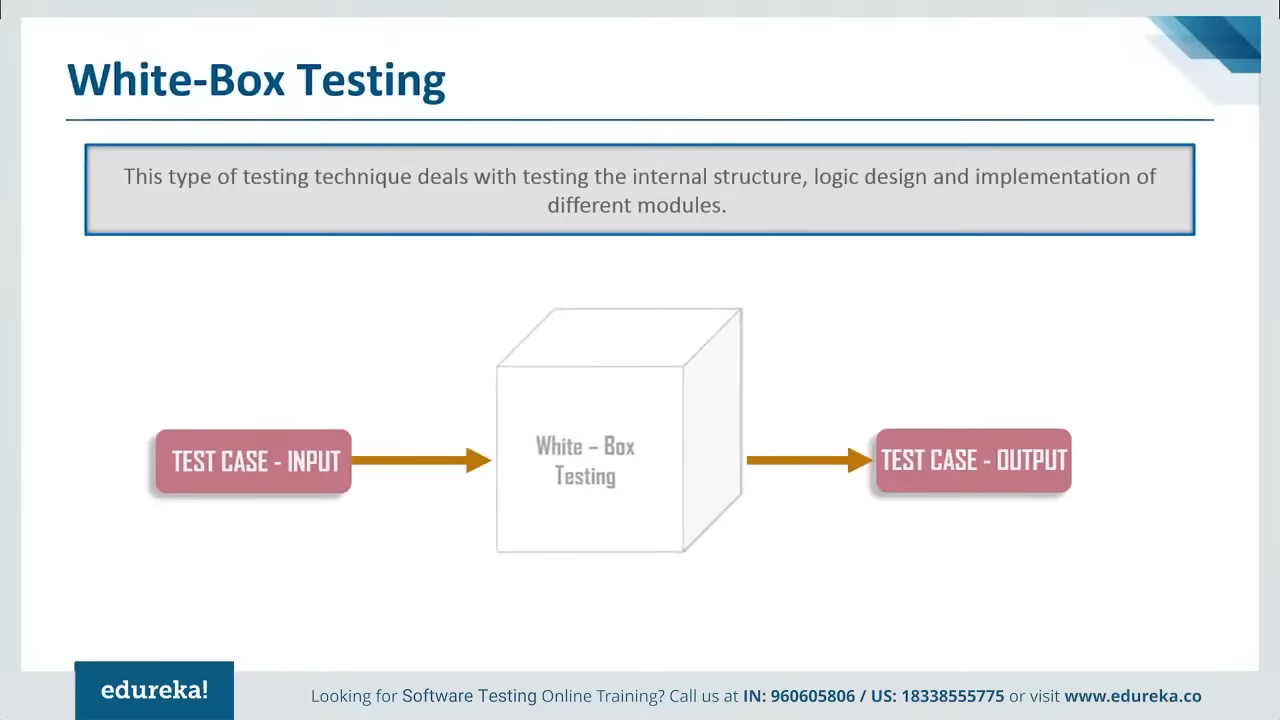 White-Box Testing
This type of testing technique deals with testing the internal structure, logic design and implementation of
different modules.
White – Box
Testing
TEST CASE - INPUT
TEST CASE - OUTPUT
edureka!
Looking for Software Testing Online Training? Call us at IN: 960605806 / US: 18338555775 or visit www.edureka.co